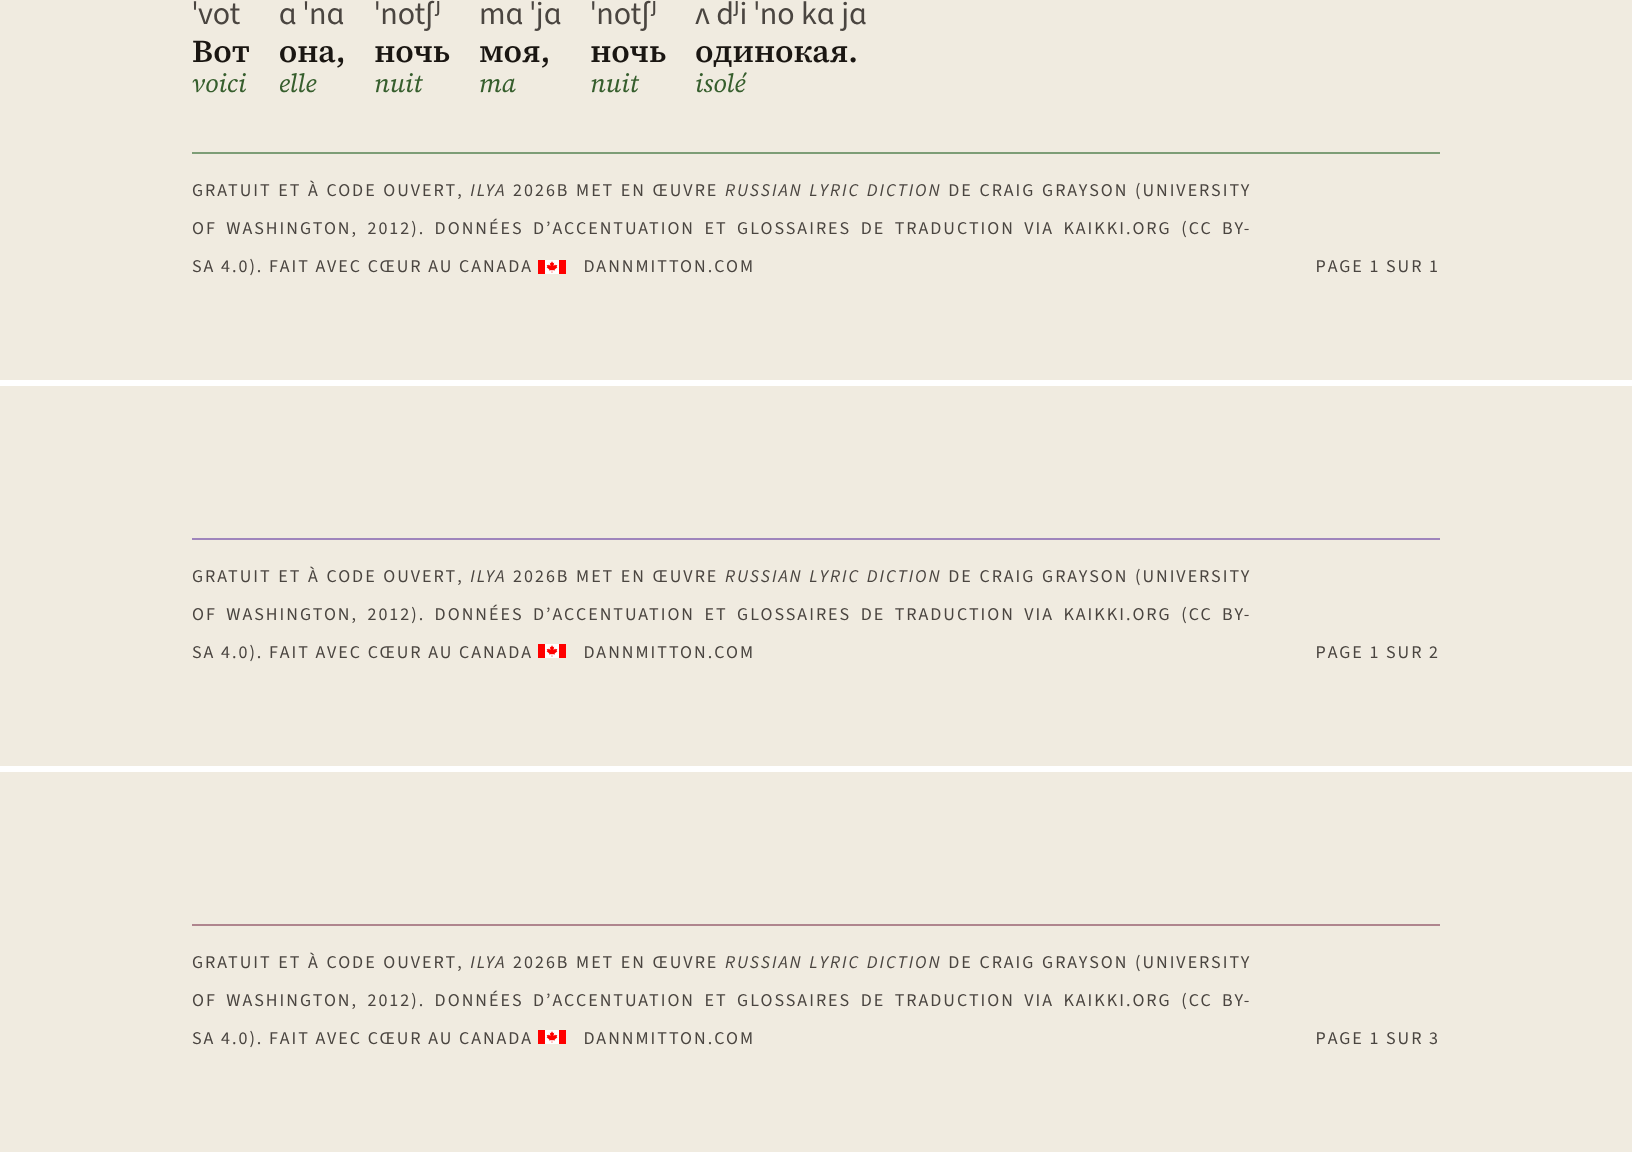 ˈvot ɑ ˈna ˈnotʃʲ ma ˈja ˈnotʃʲ ʌ dʲi ˈno ka ja
Вот она, ночь моя, ночь одинокая.
voici elle nuit ma nuit isolé
GRATUIT ET À CODE OUVERT, ILYA 2026B MET EN ŒUVRE RUSSIAN LYRIC DICTION DE CRAIG GRAYSON (UNIVERSITY
OF WASHINGTON, 2012). DONNÉES D’ACCENTUATION ET GLOSSAIRES DE TRADUCTION VIA KAIKKI.ORG (CC BY-
SA 4.0). FAIT AVEC CŒUR AU CANADA 🇨🇦 DANNMITTON.COM PAGE 1 SUR 1
GRATUIT ET À CODE OUVERT, ILYA 2026B MET EN ŒUVRE RUSSIAN LYRIC DICTION DE CRAIG GRAYSON (UNIVERSITY
OF WASHINGTON, 2012). DONNÉES D’ACCENTUATION ET GLOSSAIRES DE TRADUCTION VIA KAIKKI.ORG (CC BY-
SA 4.0). FAIT AVEC CŒUR AU CANADA 🇨🇦 DANNMITTON.COM PAGE 1 SUR 2
GRATUIT ET À CODE OUVERT, ILYA 2026B MET EN ŒUVRE RUSSIAN LYRIC DICTION DE CRAIG GRAYSON (UNIVERSITY
OF WASHINGTON, 2012). DONNÉES D’ACCENTUATION ET GLOSSAIRES DE TRADUCTION VIA KAIKKI.ORG (CC BY-
SA 4.0). FAIT AVEC CŒUR AU CANADA 🇨🇦 DANNMITTON.COM PAGE 1 SUR 3